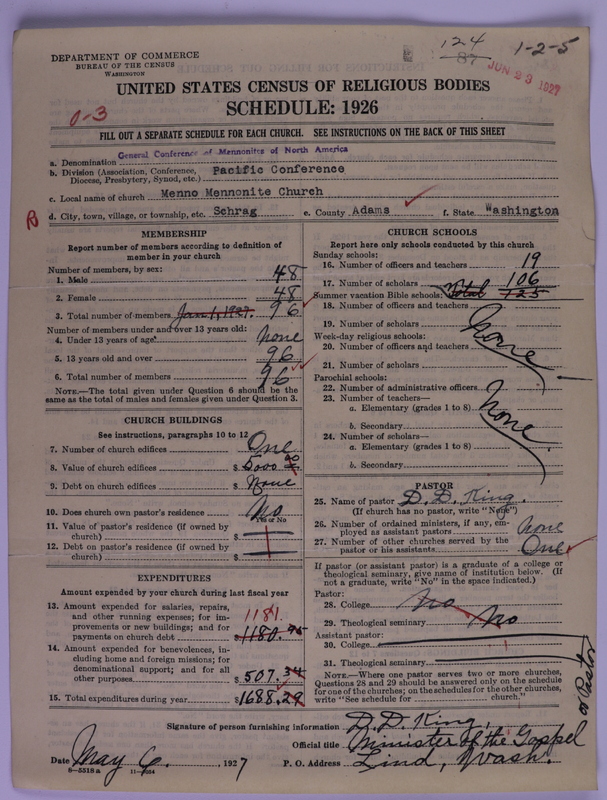 124
87
1-2-5
JUN 23 1927
DEPARTMENT OF COMMERCE
BUREAU OF THE CENSUS
WASHINGTON
UNITED STATES CENSUS OF RELIGIOUS BODIES
SCHEDULE: 1926
0-3
FILL OUT A SEPARATE SCHEDULE FOR EACH CHURCH. SEE INSTRUCTIONS ON THE BACK OF THIS SHEET
a. Denomination General Conference of Mennonites of North America
b. Division (Association, Conference, Diocese, Presbytery, Synod, etc.) Pacific Conference
c. Local name of church Menno Mennonite Church
R d. City, town, village, or township, etc. Schrag e. County Adams f. State Washington
MEMBERSHIP
Report number of members according to definition of
member in your church
Number of members, by sex:
1. Male 48
2. Female 48
3. Total number of members Jan 1, 1927. 96
Number of members under and over 13 years old:
4. Under 13 years of age None
5. 13 years old and over 96
6. Total number of members 96
NOTE.—The total given under Question 6 should be the
same as the total of males and females given under Question 3.
CHURCH BUILDINGS
See instructions, paragraphs 10 to 12
7. Number of church edifices One
8. Value of church edifices $ 5000
9. Debt on church edifices $ None
10. Does church own pastor's residence No
Yes or No
11. Value of pastor's residence (if owned by
church) $
12. Debt on pastor's residence (if owned by
church) $
EXPENDITURES
Amount expended by your church during last fiscal year
13. Amount expended for salaries, repairs,
and other running expenses; for im-
provements or new buildings; and for
payments on church debt 1181. $ 1180.95
14. Amount expended for benevolences, in-
cluding home and foreign missions; for
denominational support; and for all
other purposes $ 507.34
15. Total expenditures during year $ 1688.29
CHURCH SCHOOLS
Report here only schools conducted by this church
Sunday schools:
16. Number of officers and teachers 19
17. Number of scholars 106
Summer vacation Bible schools: Total 125
18. Number of officers and teachers
19. Number of scholars
None
Week-day religious schools:
20. Number of officers and teachers
21. Number of scholars
Parochial schools:
22. Number of administrative officers
23. Number of teachers—
a. Elementary (grades 1 to 8)
None
b. Secondary
24. Number of scholars—
a. Elementary (grades 1 to 8)
b. Secondary
PASTOR
25. Name of pastor D. D. King.
(If church has no pastor, write "None")
26. Number of ordained ministers, if any, em-
ployed as assistant pastors None
27. Number of other churches served by the
pastor or his assistants One
If pastor (or assistant pastor) is a graduate of a college or
theological seminary, give name of institution below. (If
not a graduate, write "No" in the space indicated.)
Pastor:
28. College No
29. Theological seminary No
Assistant pastor:
30. College
31. Theological seminary
NOTE.—Where one pastor serves two or more churches,
Questions 28 and 29 should be answered only on the schedule
for one of the churches; on the schedules for the other churches,
write "See schedule for church."
Signature of person furnishing information D. D. King,
Official title Minister of the Gospel or Pastor
Date May 6, 1927 P. O. Address Lind, Wash.
8—5518a 11—9354